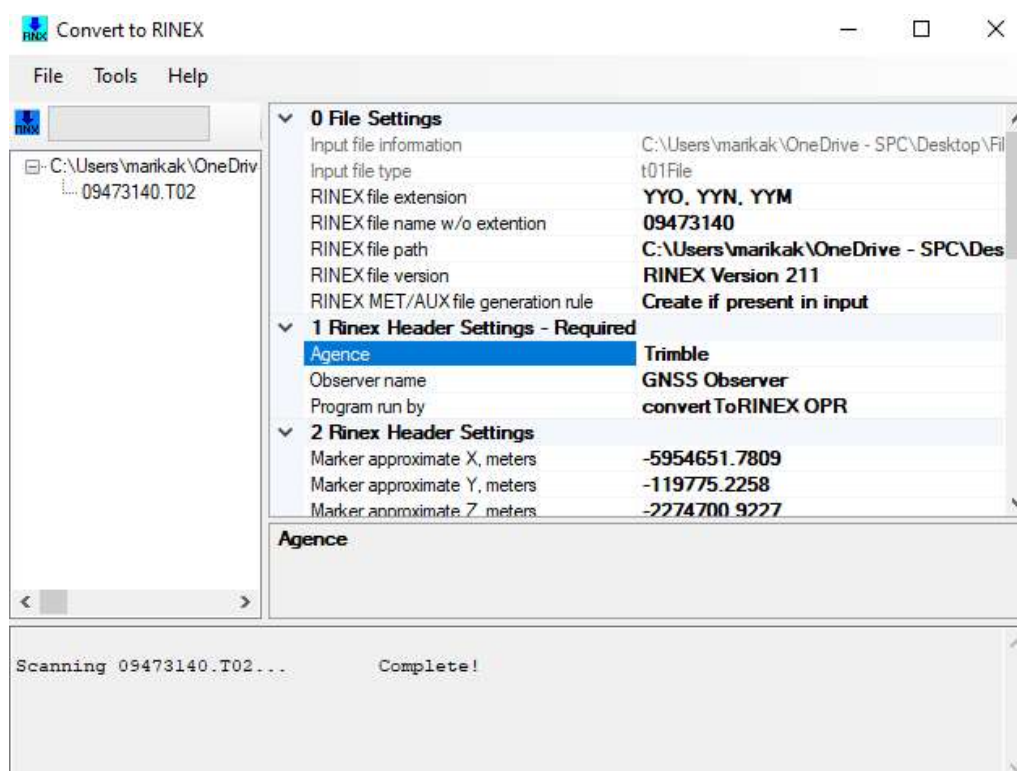 RNX Convert to RINEX
File Tools Help
RNX
C:\Users\marikak\OneDriv
09473140.T02
0 File Settings
Input file information C:\Users\marikak\OneDrive - SPC\Desktop\Fil
Input file type t01File
RINEX file extension YYO, YYN, YYM
RINEX file name w/o extention 09473140
RINEX file path C:\Users\marikak\OneDrive - SPC\Des
RINEX file version RINEX Version 211
RINEX MET/AUX file generation rule Create if present in input
1 Rinex Header Settings - Required
Agence Trimble
Observer name GNSS Observer
Program run by convertToRINEX OPR
2 Rinex Header Settings
Marker approximate X, meters -5954651.7809
Marker approximate Y, meters -119775.2258
Marker approximate Z, meters -2274700.9227
Agence
Scanning 09473140.T02... Complete!